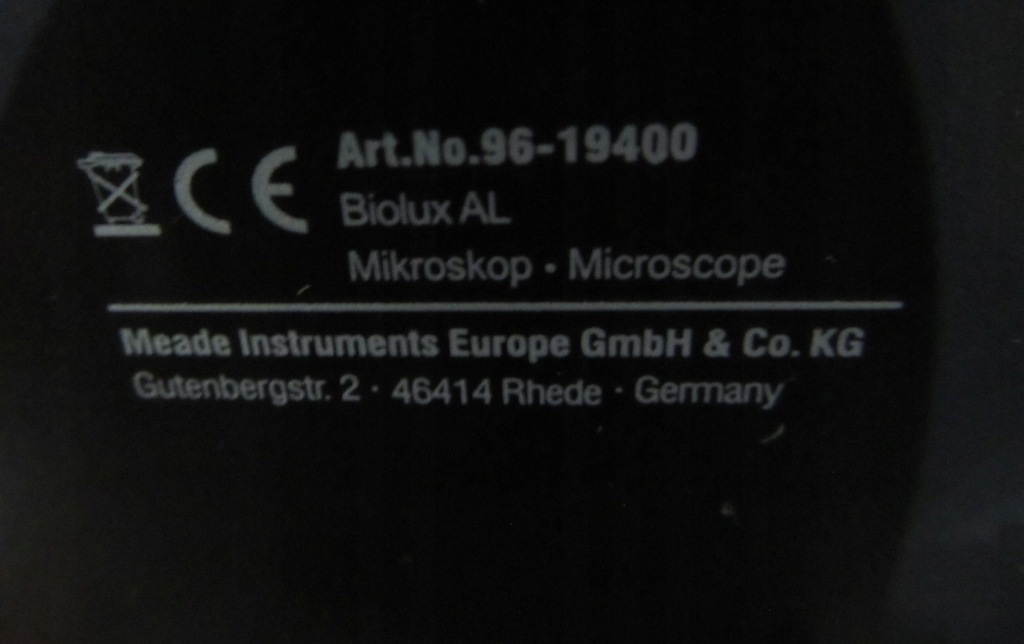 CE Art.No.96-19400
Biolux AL
Mikroskop · Microscope
Meade Instruments Europe GmbH & Co. KG
Gutenbergstr. 2 · 46414 Rhede · Germany